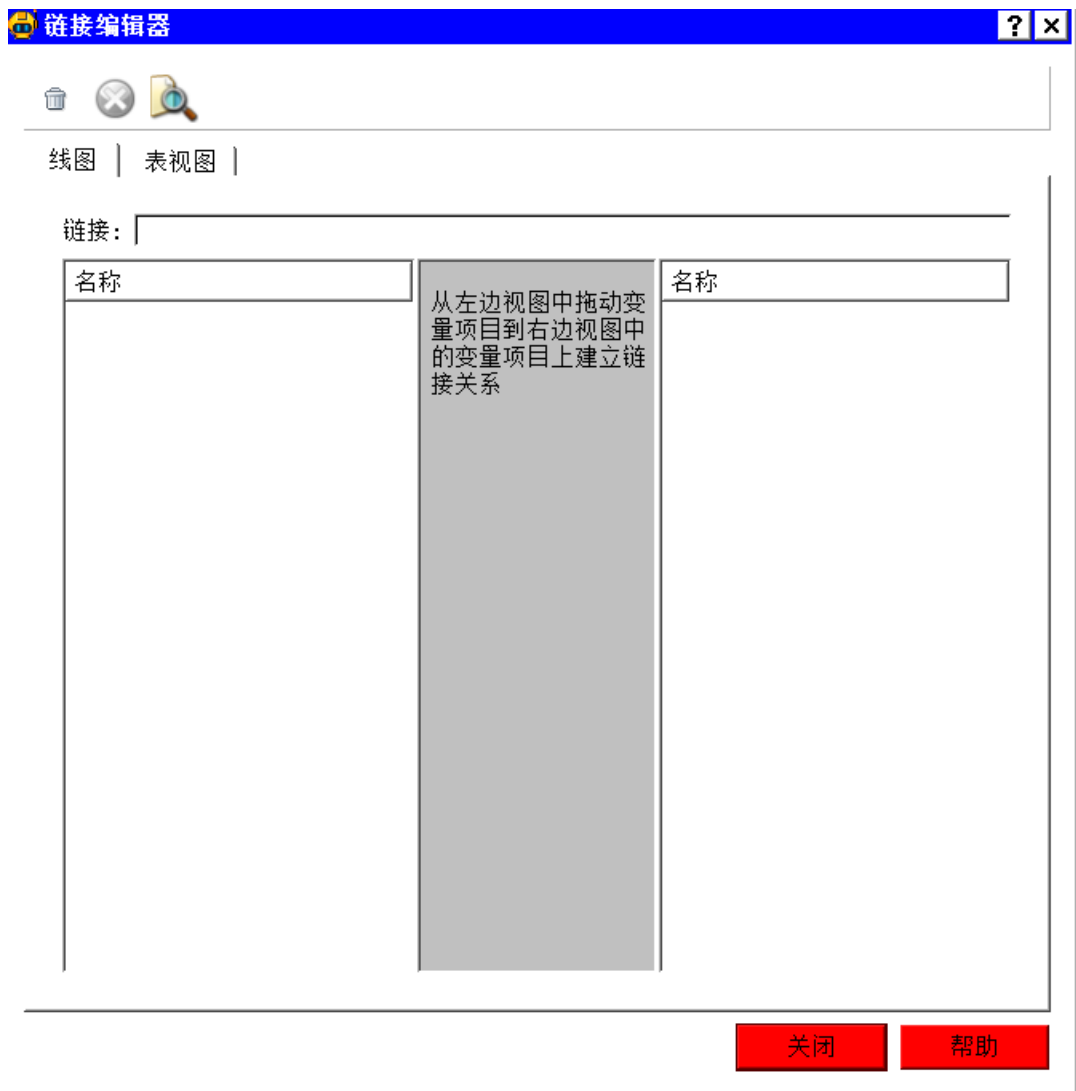 链接编辑器
线图
表视图
链接:
名称
从左边视图中拖动变
量项目到右边视图中
的变量项目上建立链
接关系
名称
关闭
帮助